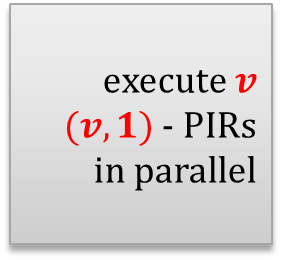 execute v
(v, 1) - PIRs
in parallel